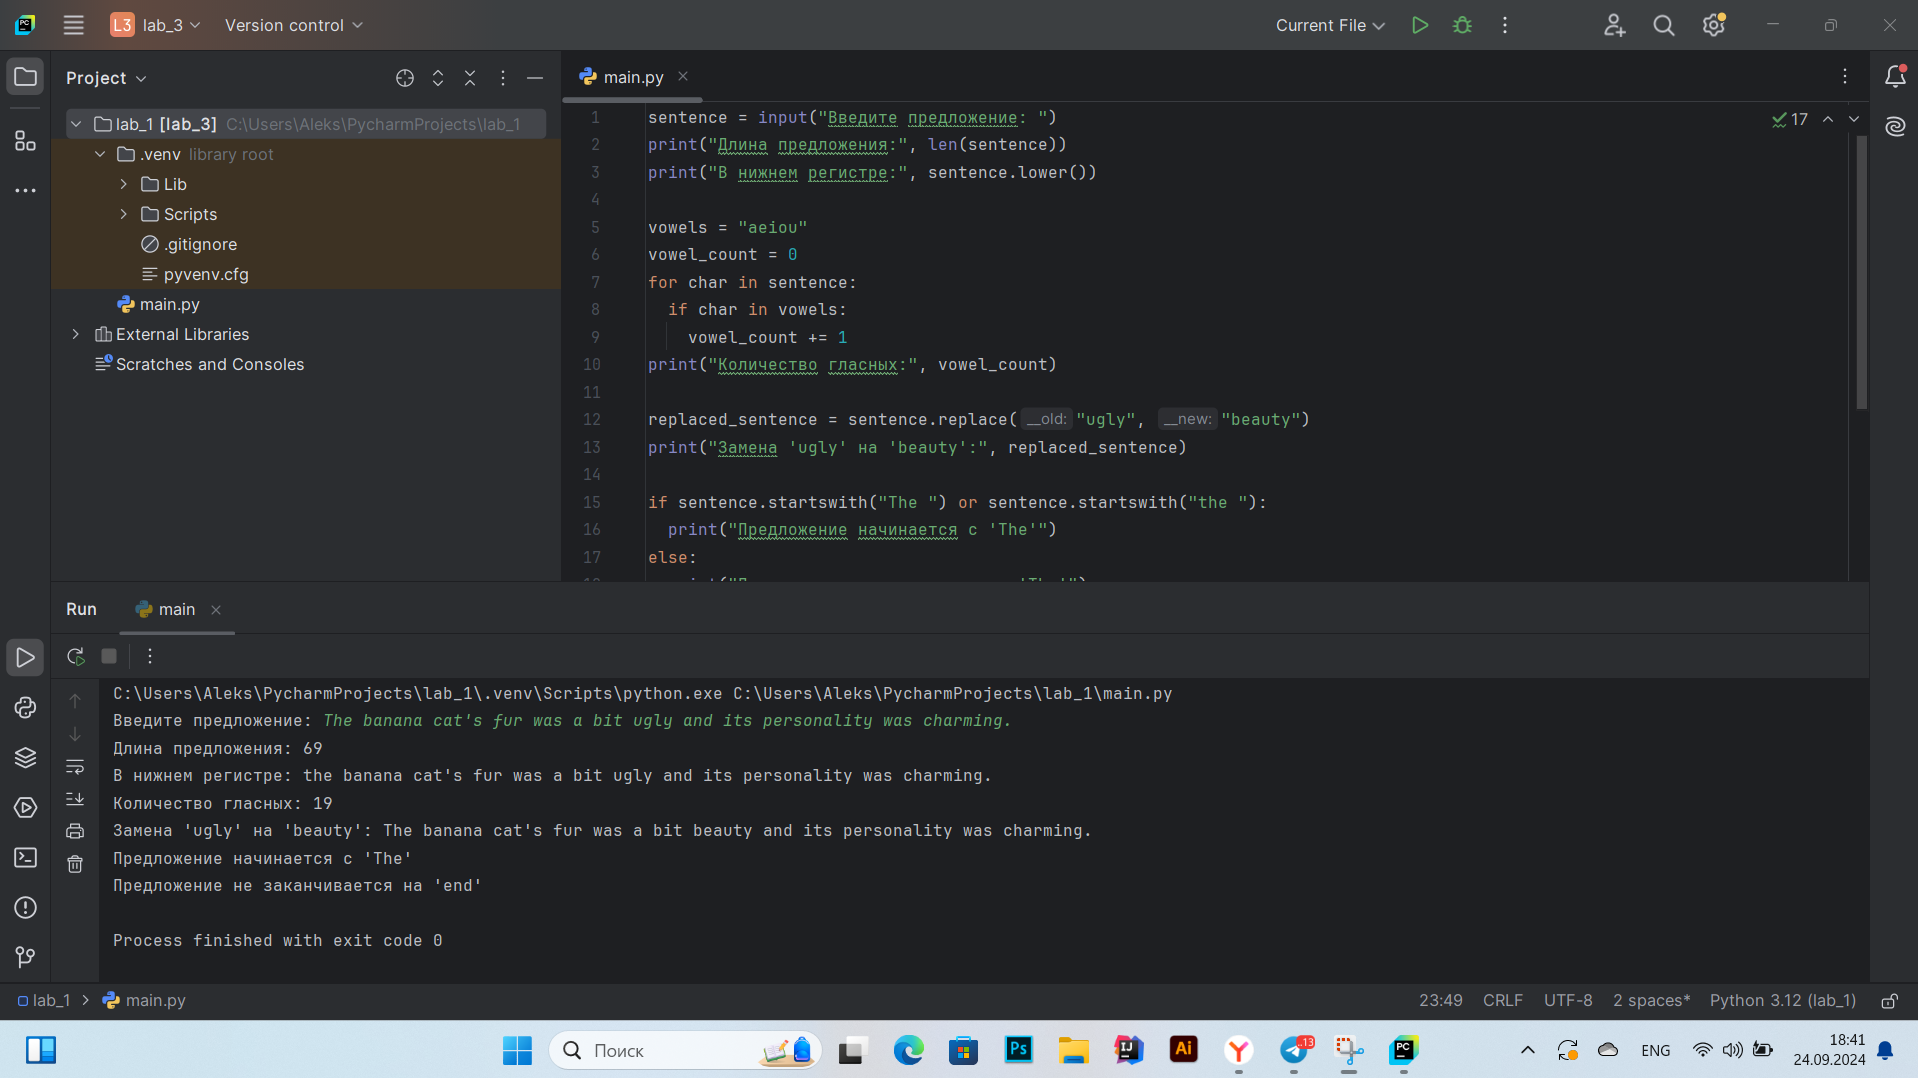 L3 lab_3 Version control Current File
Project
main.py
lab_1 [lab_3] C:\Users\Aleks\PycharmProjects\lab_1
.venv library root
Lib
Scripts
.gitignore
pyvenv.cfg
main.py
External Libraries
Scratches and Consoles
17
1 sentence = input("Введите предложение: ")
2 print("Длина предложения:", len(sentence))
3 print("В нижнем регистре:", sentence.lower())
4
5 vowels = "aeiou"
6 vowel_count = 0
7 for char in sentence:
8 if char in vowels:
9 vowel_count += 1
10 print("Количество гласных:", vowel_count)
11
12 replaced_sentence = sentence.replace( __old: "ugly", __new: "beauty")
13 print("Замена 'ugly' на 'beauty':", replaced_sentence)
14
15 if sentence.startswith("The ") or sentence.startswith("the "):
16 print("Предложение начинается с 'The'")
17 else:
Run main
C:\Users\Aleks\PycharmProjects\lab_1\.venv\Scripts\python.exe C:\Users\Aleks\PycharmProjects\lab_1\main.py
Введите предложение: The banana cat's fur was a bit ugly and its personality was charming.
Длина предложения: 69
В нижнем регистре: the banana cat's fur was a bit ugly and its personality was charming.
Количество гласных: 19
Замена 'ugly' на 'beauty': The banana cat's fur was a bit beauty and its personality was charming.
Предложение начинается с 'The'
Предложение не заканчивается на 'end'
Process finished with exit code 0
lab_1 main.py 23:49 CRLF UTF-8 2 spaces* Python 3.12 (lab_1)
Поиск
ENG
18:41
24.09.2024